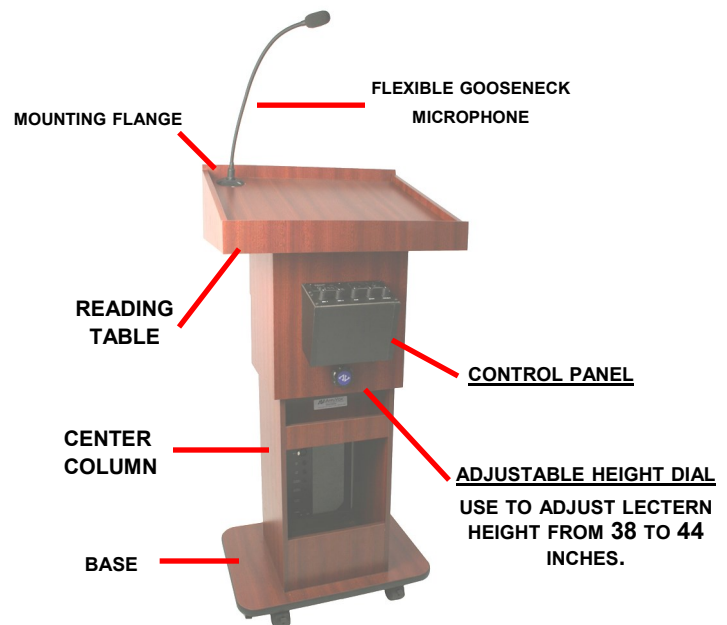 FLEXIBLE GOOSENECK
MICROPHONE
MOUNTING FLANGE
READING
TABLE
CONTROL PANEL
CENTER
COLUMN
ADJUSTABLE HEIGHT DIAL
USE TO ADJUST LECTERN
HEIGHT FROM 38 TO 44
INCHES.
BASE